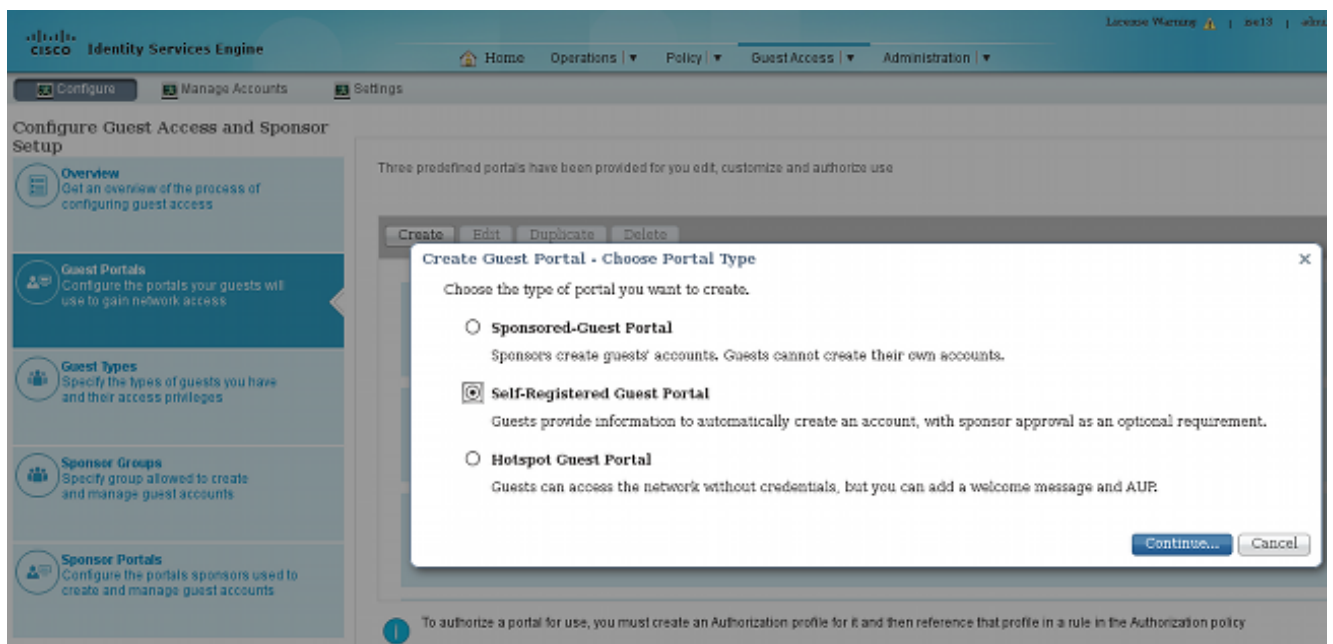 License Warning | ise13 |
CISCO Identity Services Engine
Home Operations | Policy | Guest Access | Administration |
Configure Manage Accounts Settings
Configure Guest Access and Sponsor
Setup
Overview
Get an overview of the process of
configuring guest access
Guest Portals
Configure the portals your guests will
use to gain network access
Guest Types
Specify the types of guests you have
and their access privileges
Sponsor Groups
Specify group allowed to create
and manage guest accounts
Sponsor Portals
Configure the portals sponsors used to
create and manage guest accounts
Three predefined portals have been provided for you edit, customize and authorize use
Create Edit Duplicate Delete
Create Guest Portal - Choose Portal Type
Choose the type of portal you want to create.
Sponsored-Guest Portal
Sponsors create guests' accounts. Guests cannot create their own accounts.
Self-Registered Guest Portal
Guests provide information to automatically create an account, with sponsor approval as an optional requirement.
Hotspot Guest Portal
Guests can access the network without credentials, but you can add a welcome message and AUP.
Continue... Cancel
To authorize a portal for use, you must create an Authorization profile for it and then reference that profile in a rule in the Authorization policy